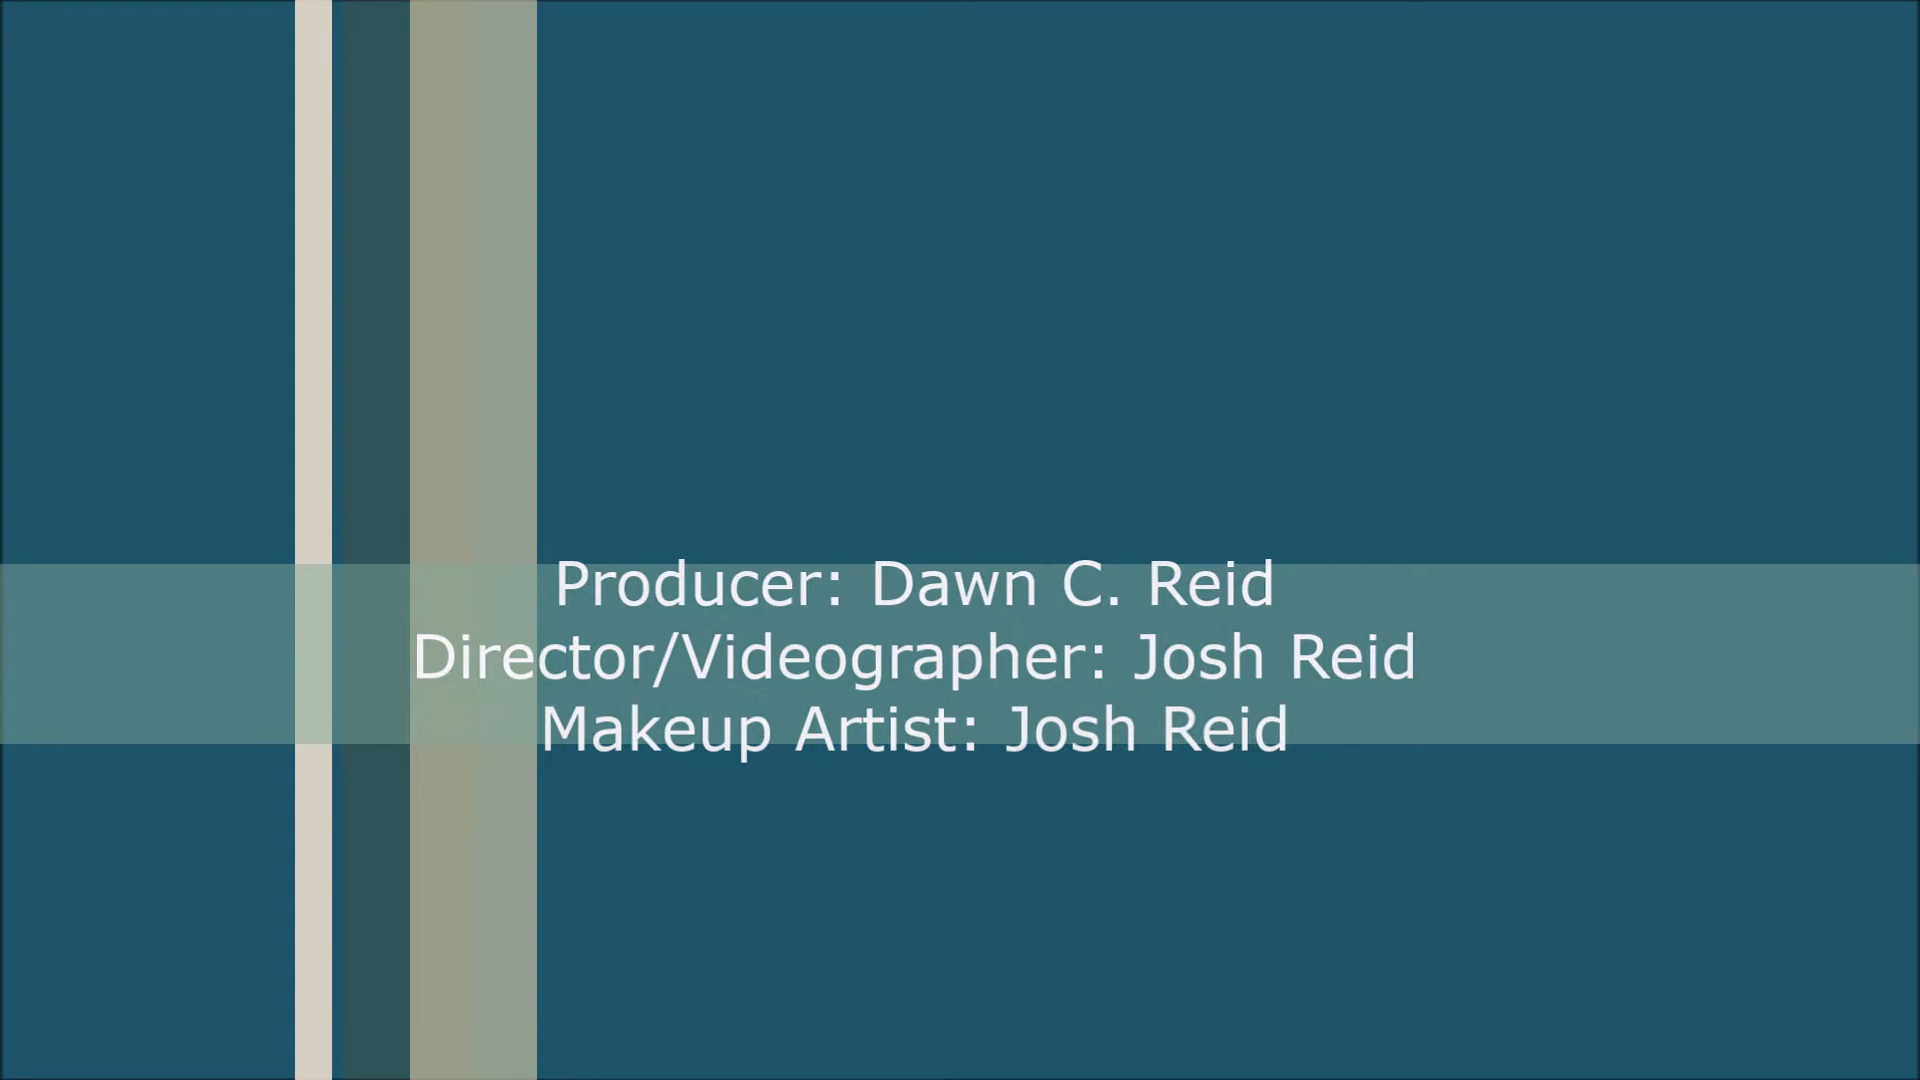 Producer: Dawn C. Reid
Director/Videographer: Josh Reid
Makeup Artist: Josh Reid